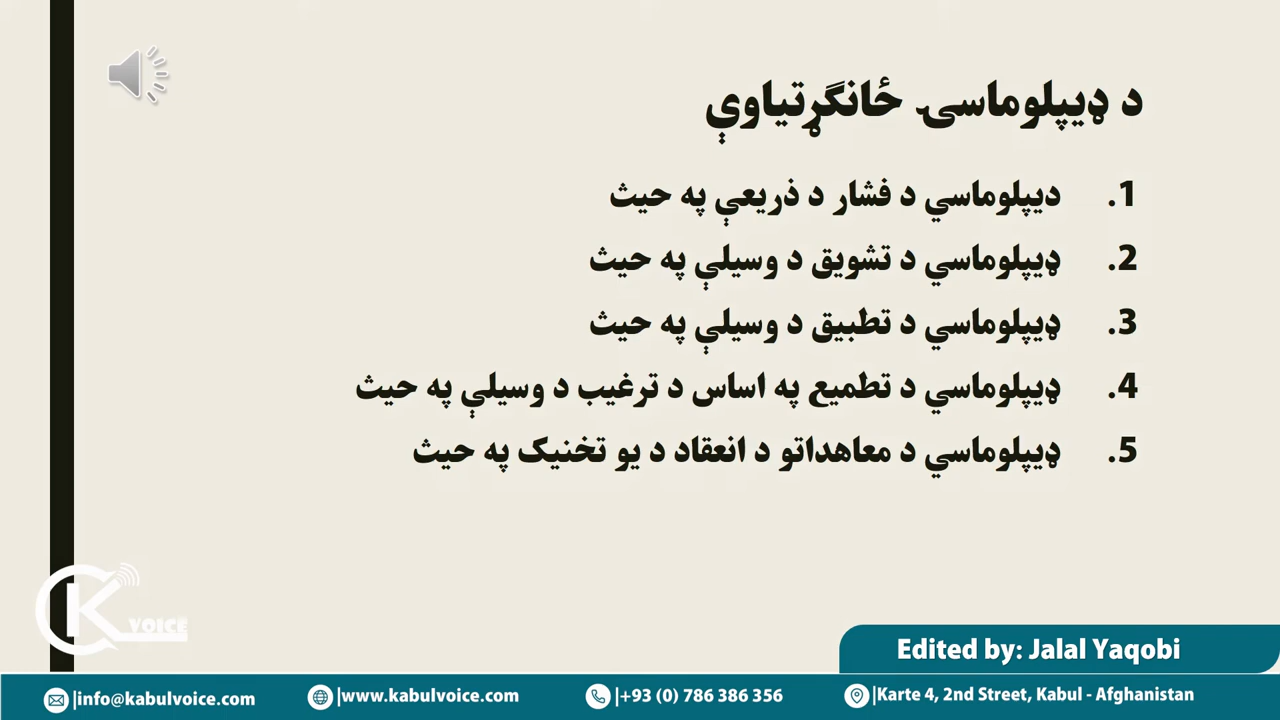 د ډیپلوماسۍ ځانګړتیاوې
1. دیپلوماسي د فشار د ذریعې په حیث
2. ډیپلوماسي د تشویق د وسیلې په حیث
3. ډیپلوماسي د تطبیق د وسیلې په حیث
4. ډیپلوماسي د تطمیع په اساس د ترغیب د وسیلې په حیث
5. ډیپلوماسي د معاهداتو د انعقاد د یو تخنیک په حیث
CK VOICE
Edited by: Jalal Yaqobi
|info@kabulvoice.com |www.kabulvoice.com |+93 (0) 786 386 356 |Karte 4, 2nd Street, Kabul - Afghanistan